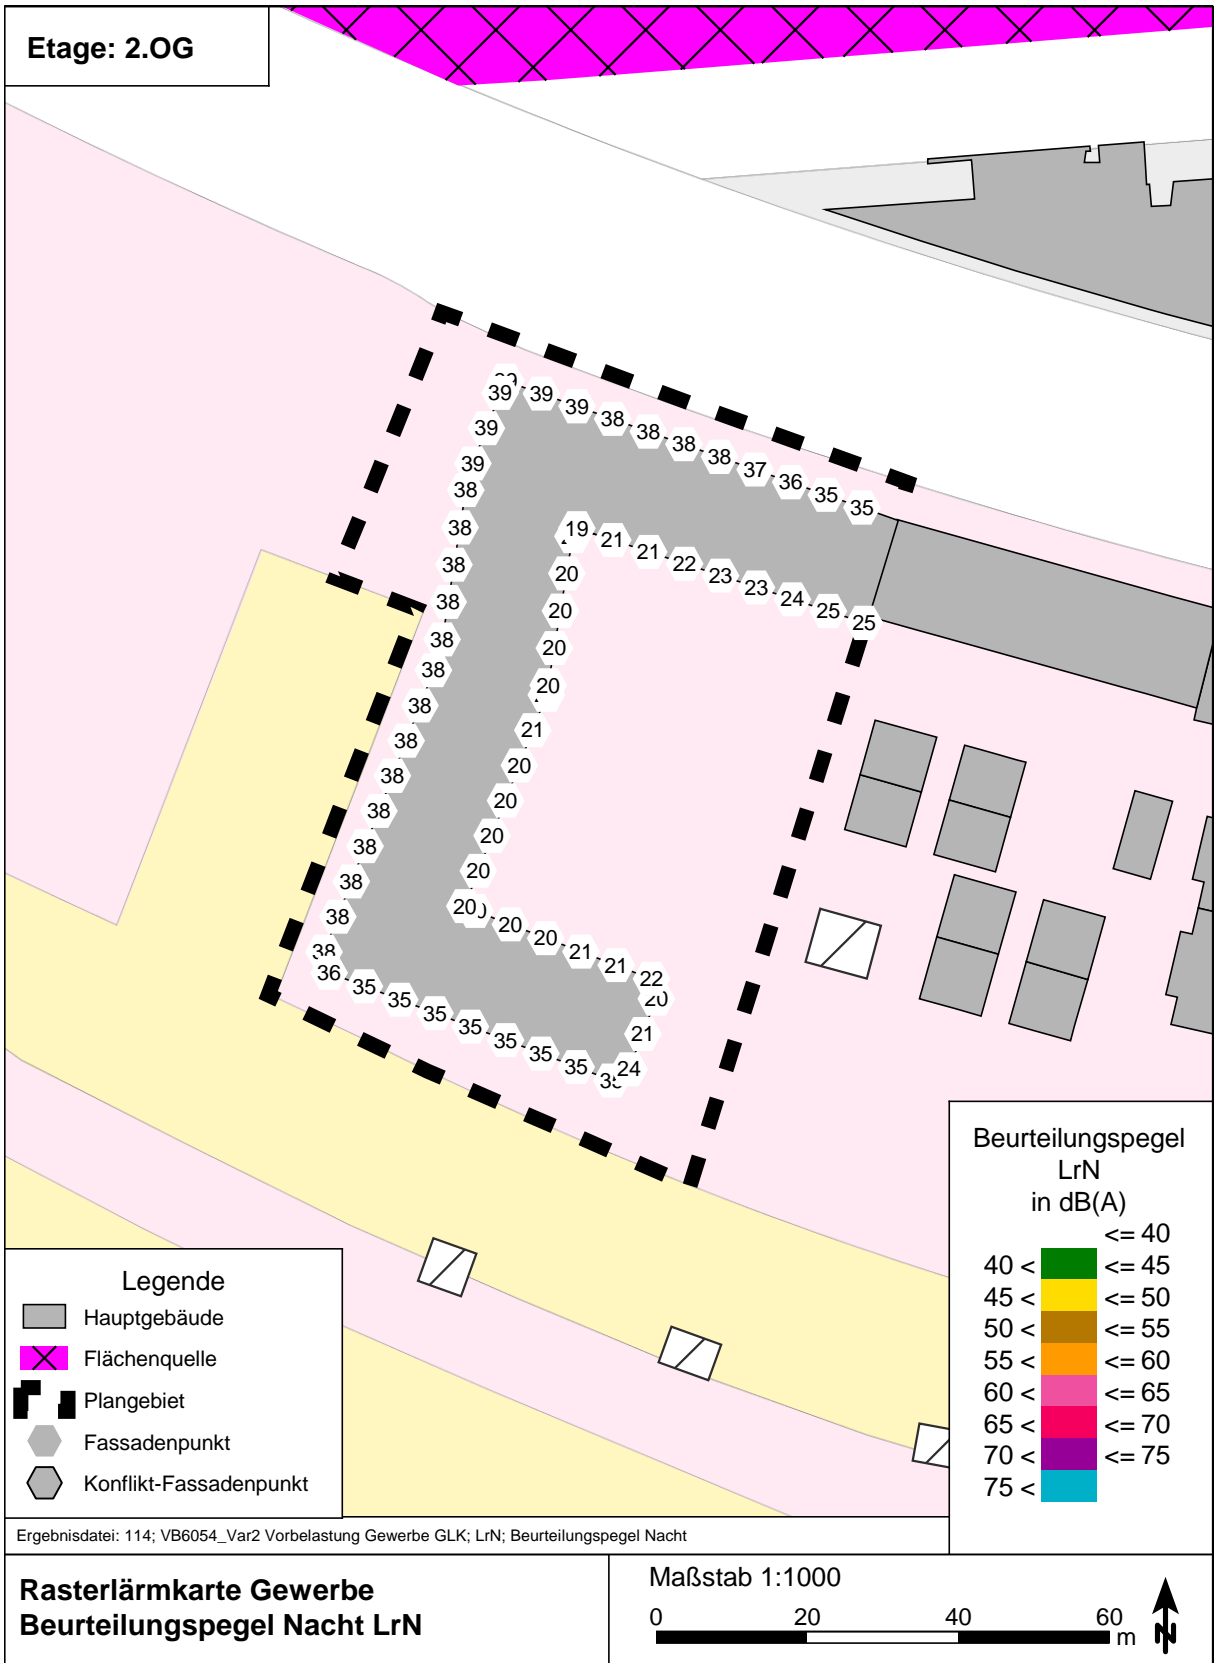 Etage: 2.OG
39
39
39
39
38
38
38
38
37
36
35
35
39
39
38
38
38
38
38
38
38
38
38
38
38
38
38
38
19
21
21
22
23
23
24
25
25
20
20
20
20
21
20
20
20
20
20
20
20
21
21
22
20
21
24
36
35
35
35
35
35
35
35
Beurteilungspegel
LrN
in dB(A)
<= 40
40 < <= 45
45 < <= 50
50 < <= 55
55 < <= 60
60 < <= 65
65 < <= 70
70 < <= 75
75 <
Legende
Hauptgebäude
Flächenquelle
Plangebiet
Fassadenpunkt
Konflikt-Fassadenpunkt
Ergebnisdatei: 114; VB6054_Var2 Vorbelastung Gewerbe GLK; LrN; Beurteilungspegel Nacht
Rasterlärmkarte Gewerbe
Beurteilungspegel Nacht LrN
Maßstab 1:1000
0 20 40 60
m
N